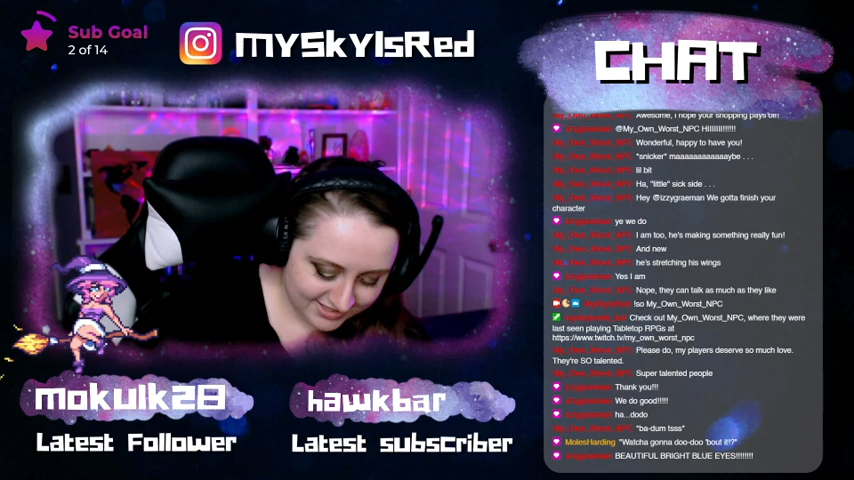 Sub Goal
2 of 14
MYSkYIsRed
CHAT
Awesome, I hope your shopping pays off!
@My_Own_Worst_NPC HIIIIIII!!!!!!!
Wonderful, happy to have you!
"snicker" maaaaaaaaaaaaybe . . .
lil bit
Ha, "little" sick side . . .
Hey @izzygraeman We gotta finish your
character
ye we do
I am too, he's making something really fun!
And new
he's stretching his wings
Yes I am
Nope, they can talk as much as they like
!so My_Own_Worst_NPC
Check out My_Own_Worst_NPC, where they were
last seen playing Tabletop RPGs at
https://www.twitch.tv/my_own_worst_npc
Please do, my players deserve so much love.
They're SO talented.
Super talented people
Thank you!!!
We do good!!!!!
ha...dodo
"ba-dum tsss"
MolesHarding "Watcha gonna doo-doo 'bout it!?"
BEAUTIFUL BRIGHT BLUE EYES!!!!!!!!!
mokulk28
Latest Follower
hawkbar
Latest subscriber